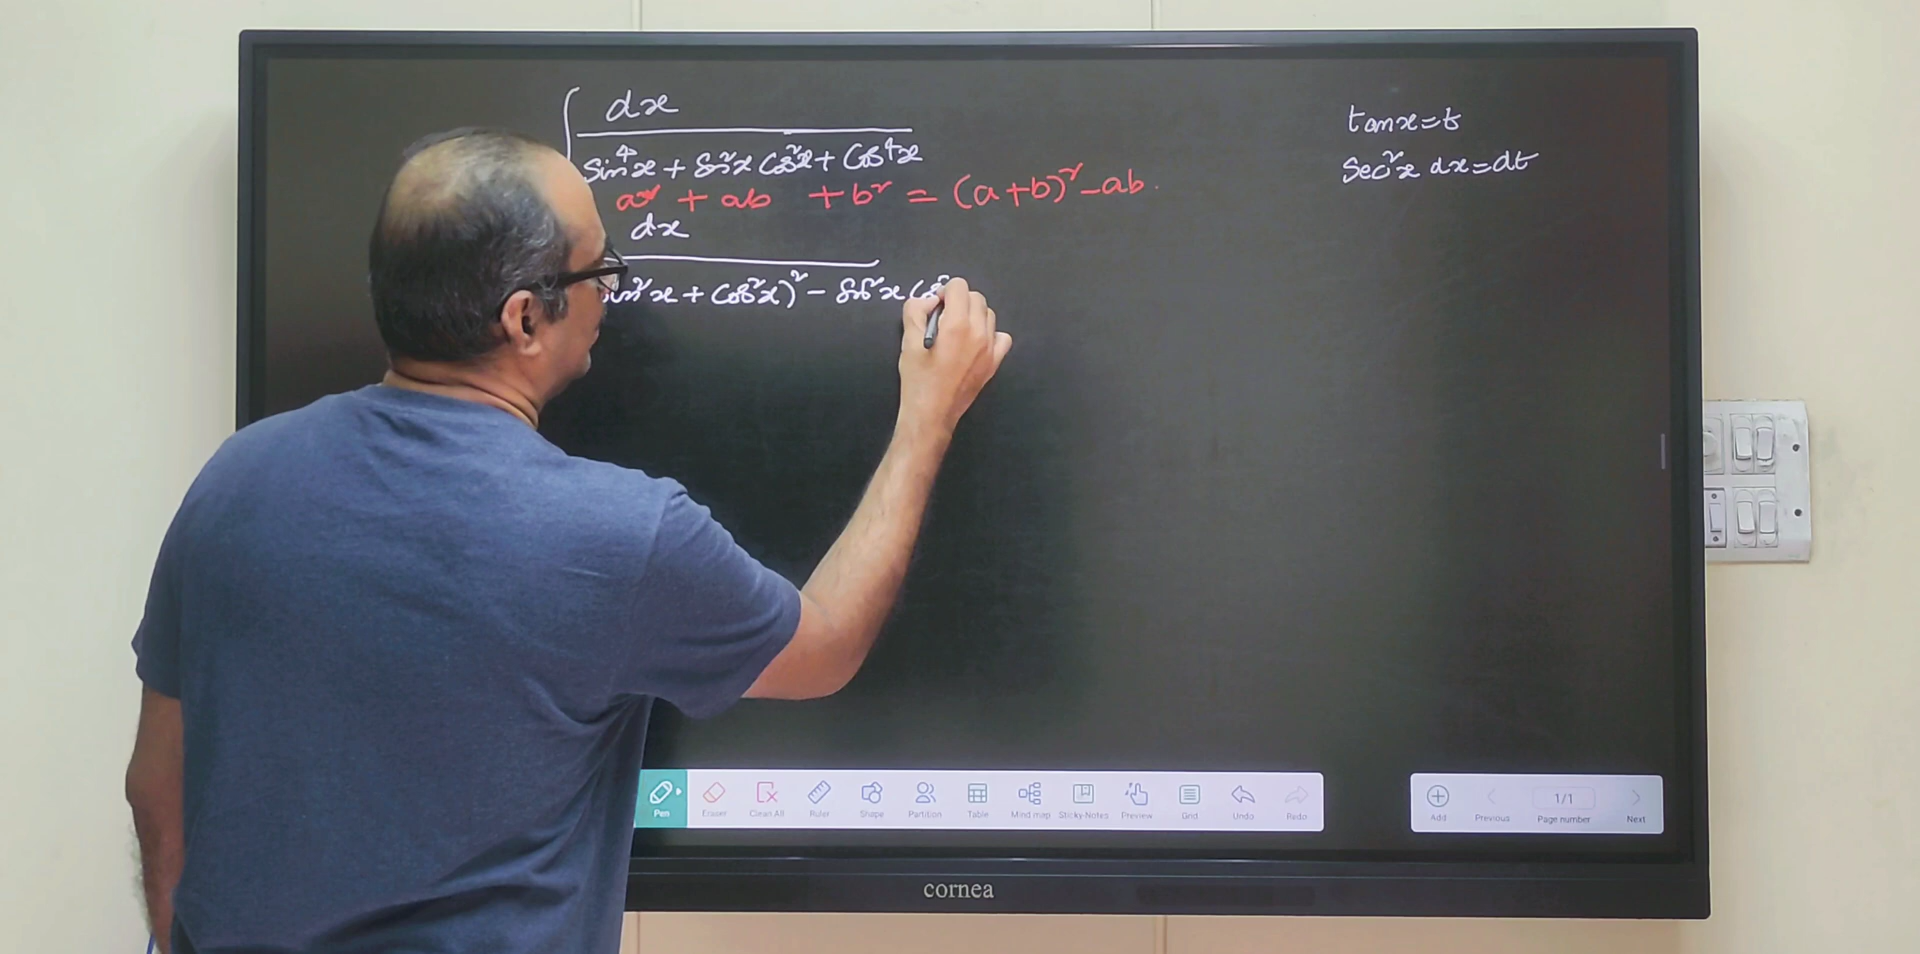 ∫ dx
sin⁴x + sin²x cos²x + cos⁴x
a² + ab + b² = (a+b)² - ab.
dx
sin²x + cos²x)² - sin²x cos²
tanx = t
sec²x dx = dt
Pen Eraser Clean All Ruler Shape Partition Table Mind map Sticky-Notes Preview Grid Undo Redo
Add Previous 1/1 Page number Next
cornea